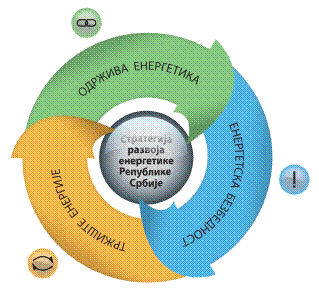 ОДРЖИВА ЕНЕРГЕТИКА
ЕНЕРГЕТСКА БЕЗБЕДНОСТ
ТРЖИШТЕ ЕНЕРГИЈЕ
Стратегија
развоја
енергетике
Републике
Србије
!